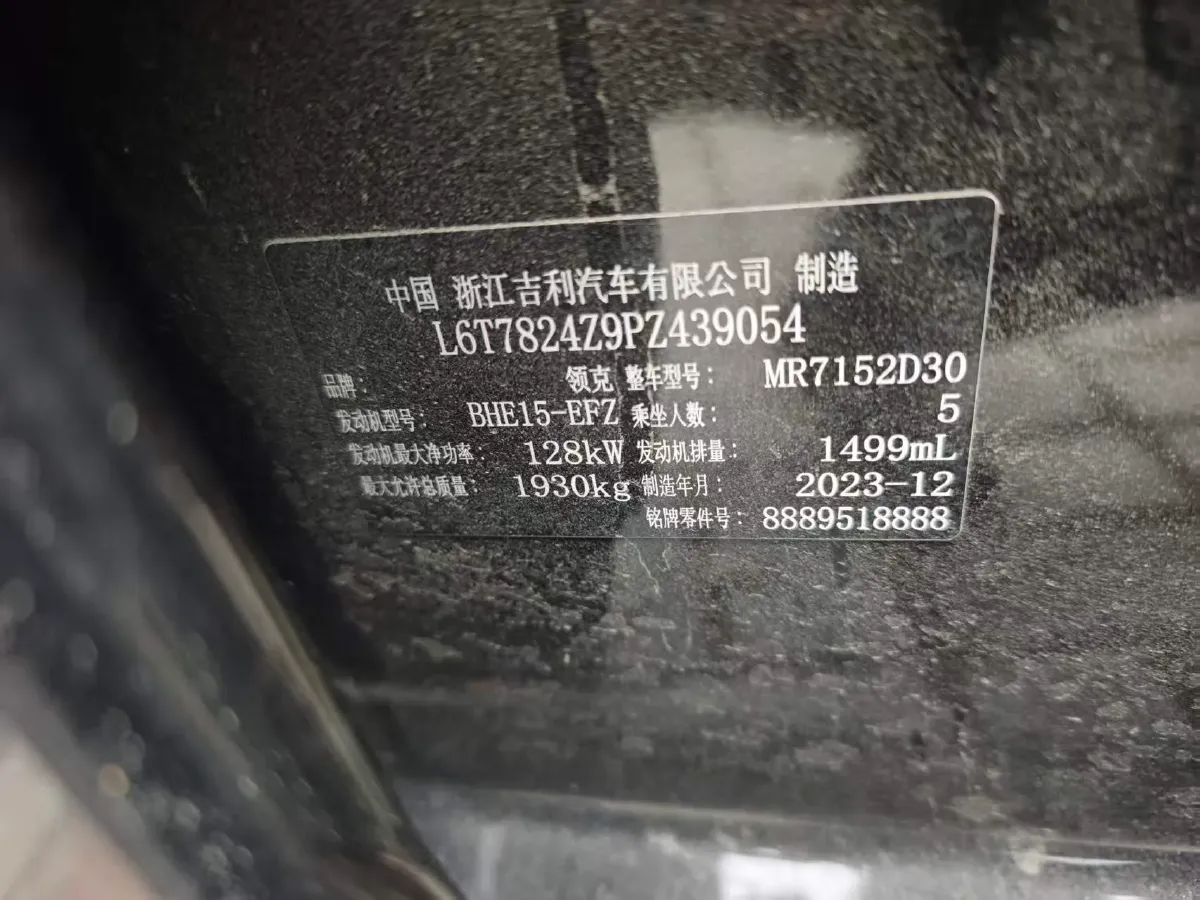 中国 浙江吉利汽车有限公司 制造
L6T7824Z9PZ439054
品牌： 领克 整车型号： MR7152D30
发动机型号： BHE15-EFZ 乘坐人数： 5
发动机最大净功率： 128kW 发动机排量： 1499mL
最大允许总质量： 1930kg 制造年月： 2023-12
铭牌零件号： 8889518888